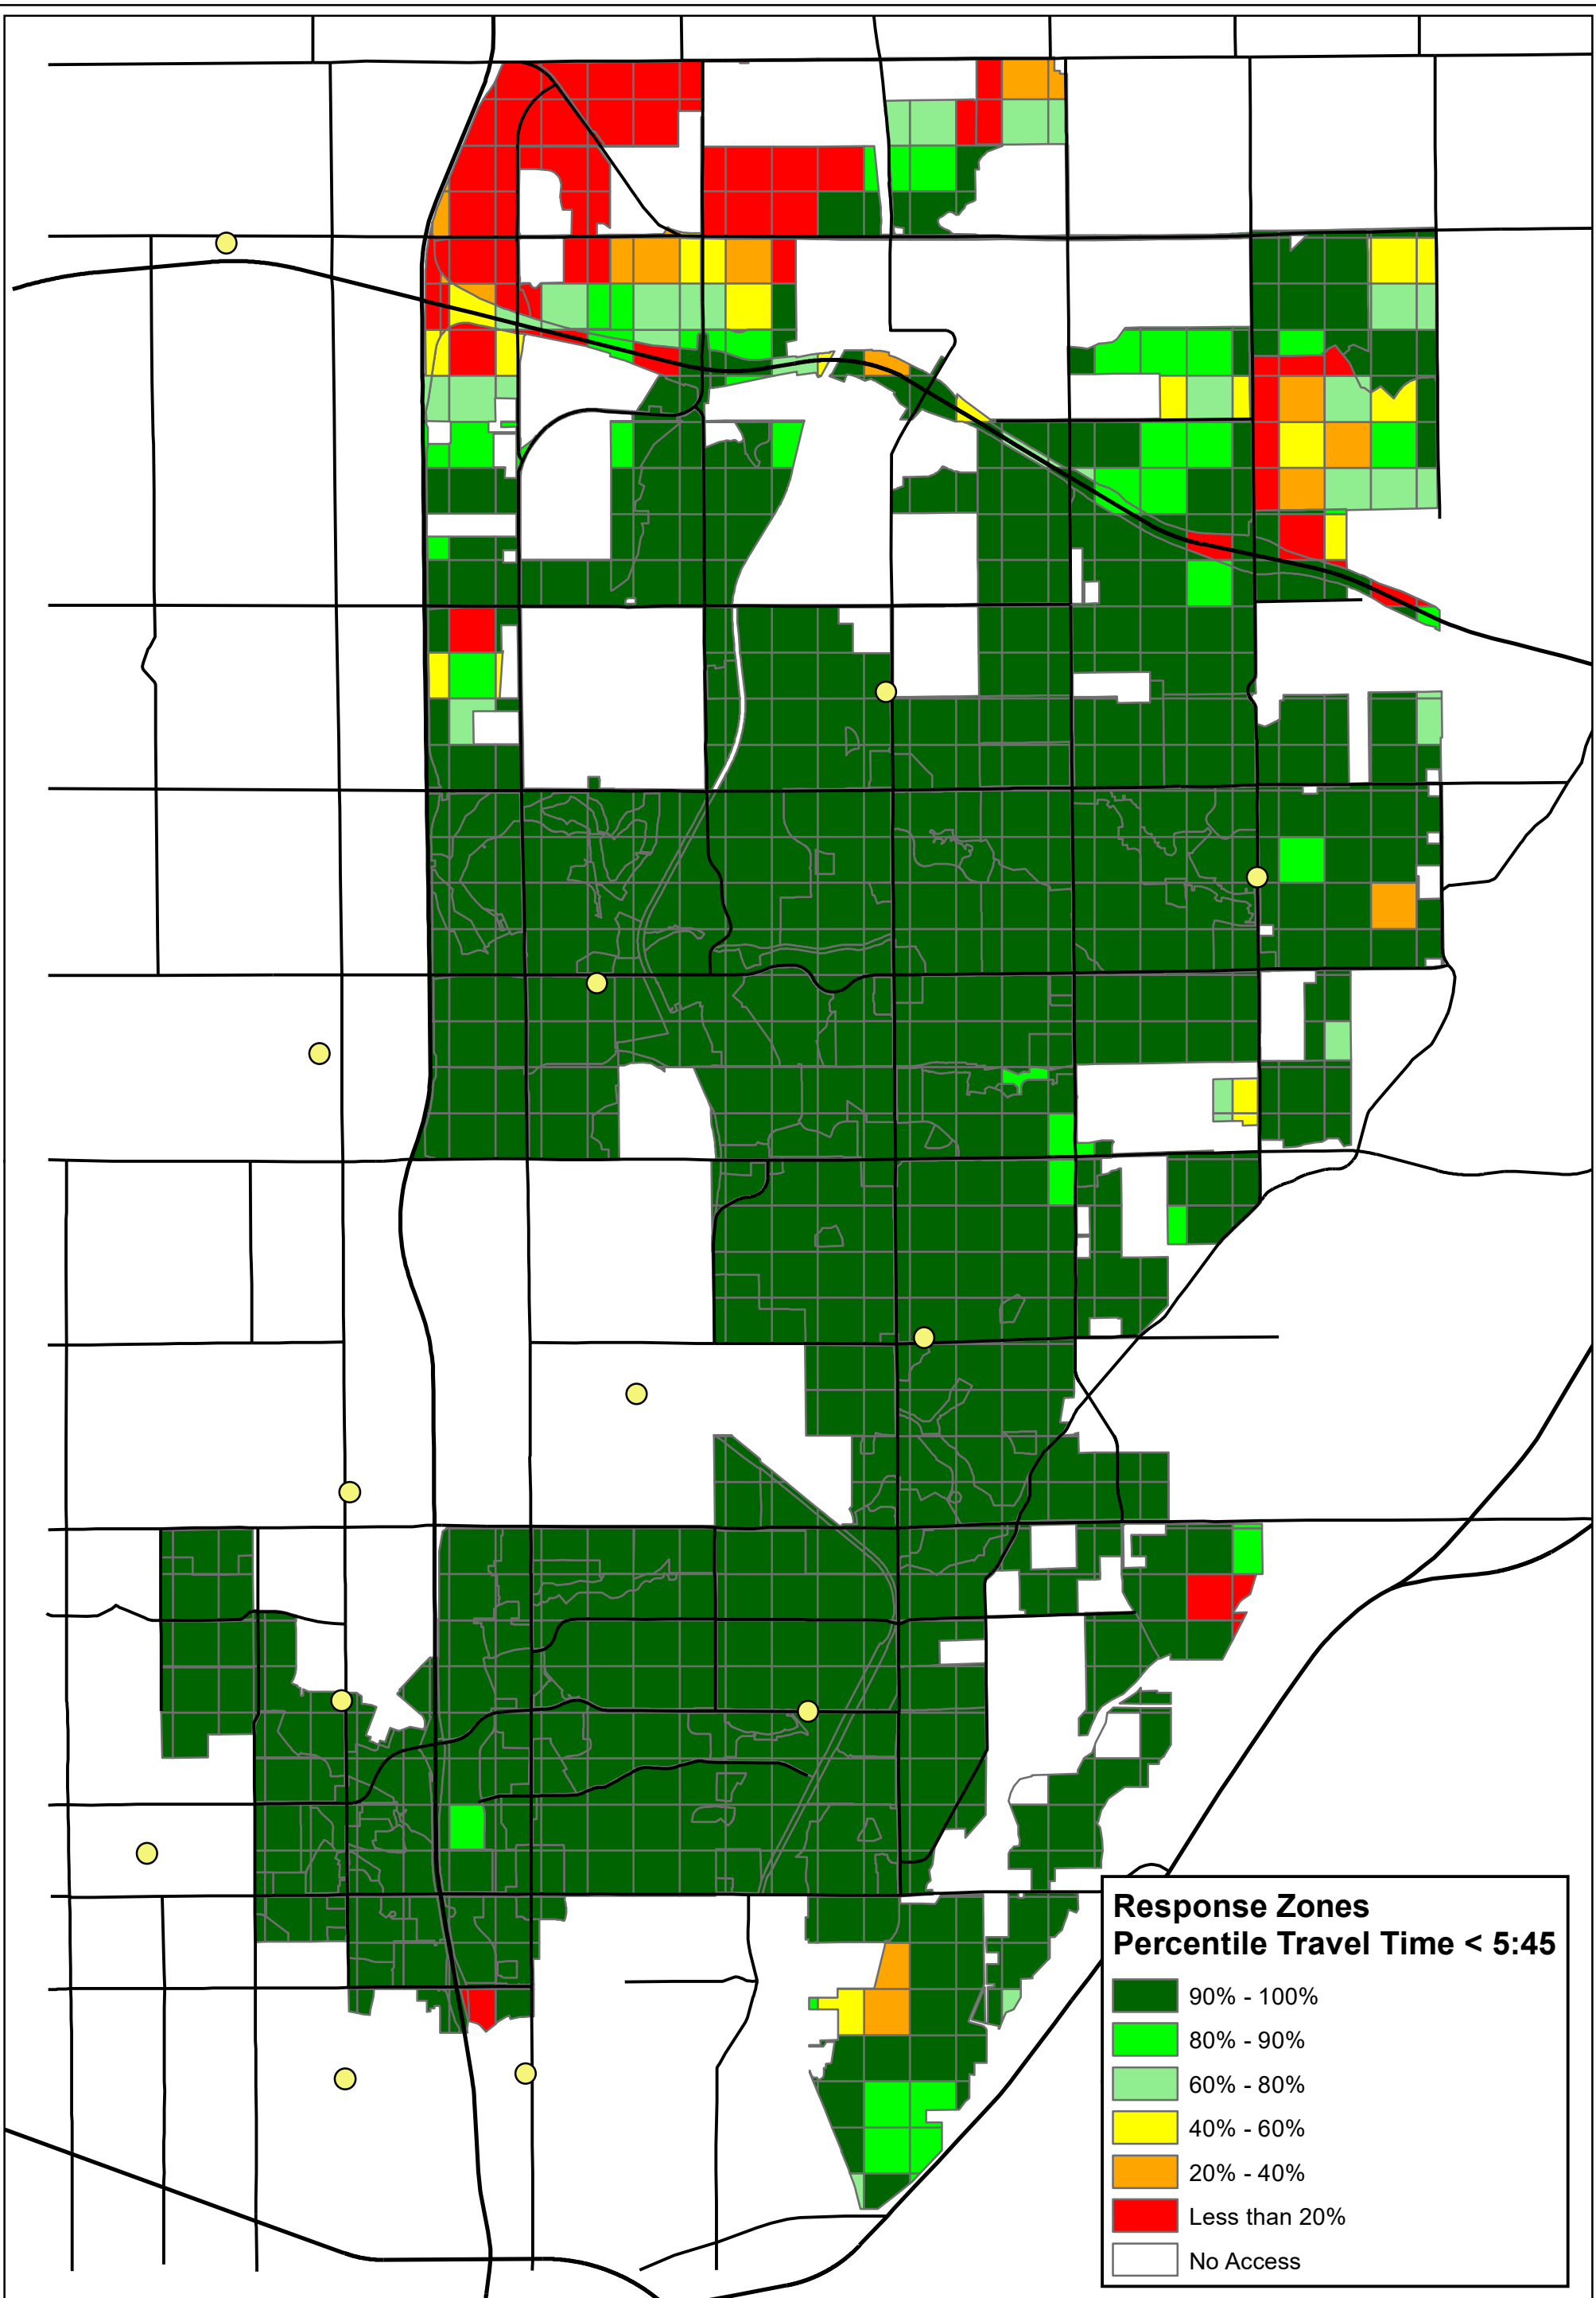 Response Zones
Percentile Travel Time < 5:45
90% - 100%
80% - 90%
60% - 80%
40% - 60%
20% - 40%
Less than 20%
No Access